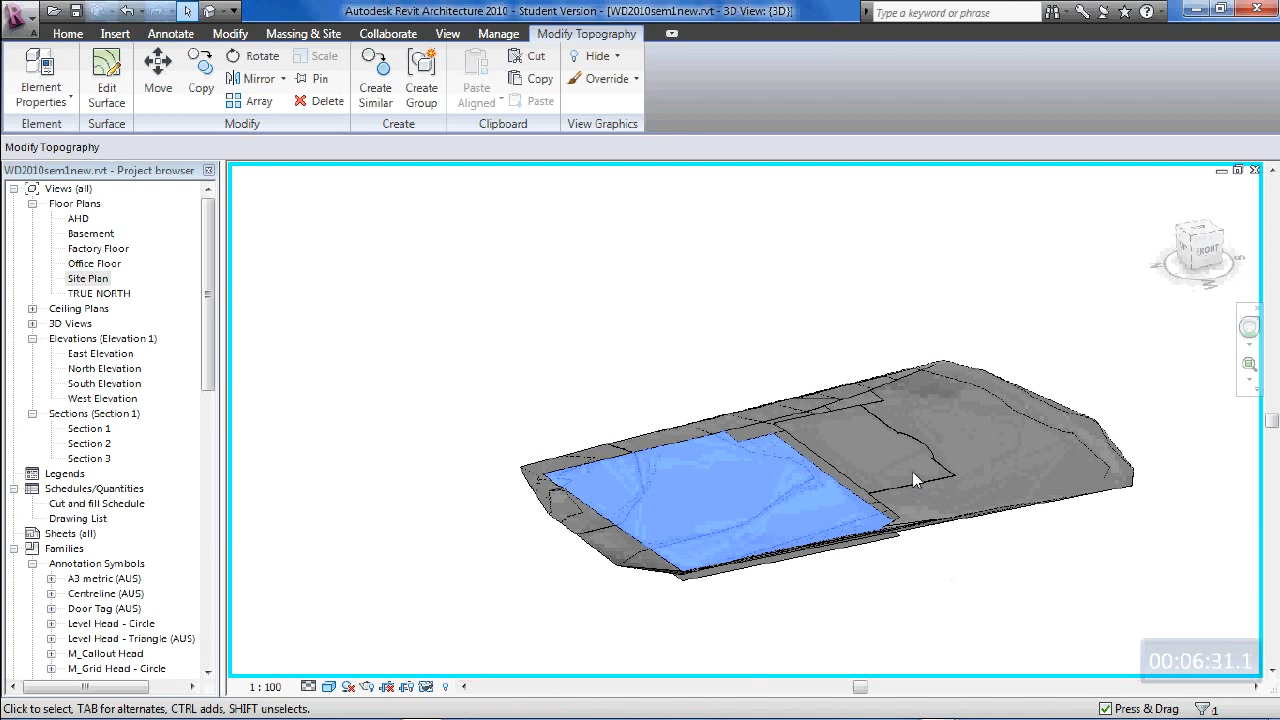 Autodesk Revit Architecture 2010 - Student Version - [WD2010sem1new.rvt - 3D View: {3D}]
Type a keyword or phrase
Home Insert Annotate Modify Massing & Site Collaborate View Manage Modify Topography
Element Properties
Edit Surface
Move
Copy
Rotate
Mirror
Array
Scale
Pin
Delete
Create Similar
Create Group
Paste Aligned
Cut
Copy
Paste
Hide
Override
Element Surface Modify Create Clipboard View Graphics
Modify Topography
WD2010sem1new.rvt - Project browser
Views (all)
Floor Plans
AHD
Basement
Factory Floor
Office Floor
Site Plan
TRUE NORTH
Ceiling Plans
3D Views
Elevations (Elevation 1)
East Elevation
North Elevation
South Elevation
West Elevation
Sections (Section 1)
Section 1
Section 2
Section 3
Legends
Schedules/Quantities
Cut and fill Schedule
Drawing List
Sheets (all)
Families
Annotation Symbols
A3 metric (AUS)
Centreline (AUS)
Door Tag (AUS)
Level Head - Circle
Level Head - Triangle (AUS)
M_Callout Head
M_Grid Head - Circle
FRONT
00:06:31.1
1 : 100
Click to select, TAB for alternates, CTRL adds, SHIFT unselects.
Press & Drag
1